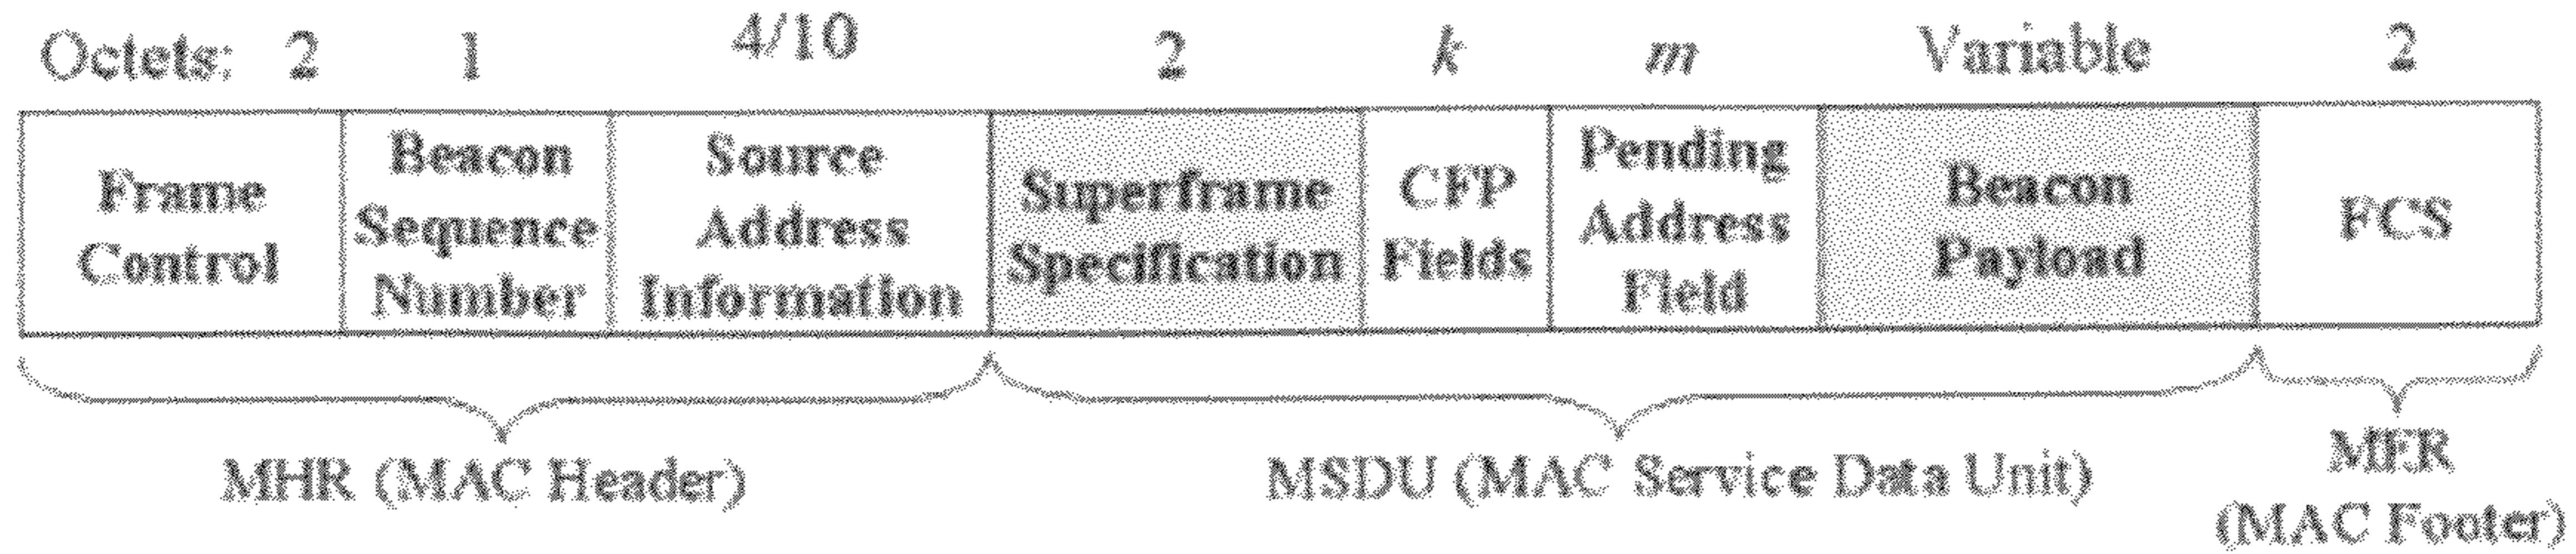 Octets: 2 1 4/10 2 k m Variable 2
Frame
Control
Beacon
Sequence
Number
Source
Address
Information
Superframe
Specification
CFP
Fields
Pending
Address
Field
Beacon
Payload
FCS
MHR (MAC Header)
MSDU (MAC Service Data Unit)
MFR
(MAC Footer)